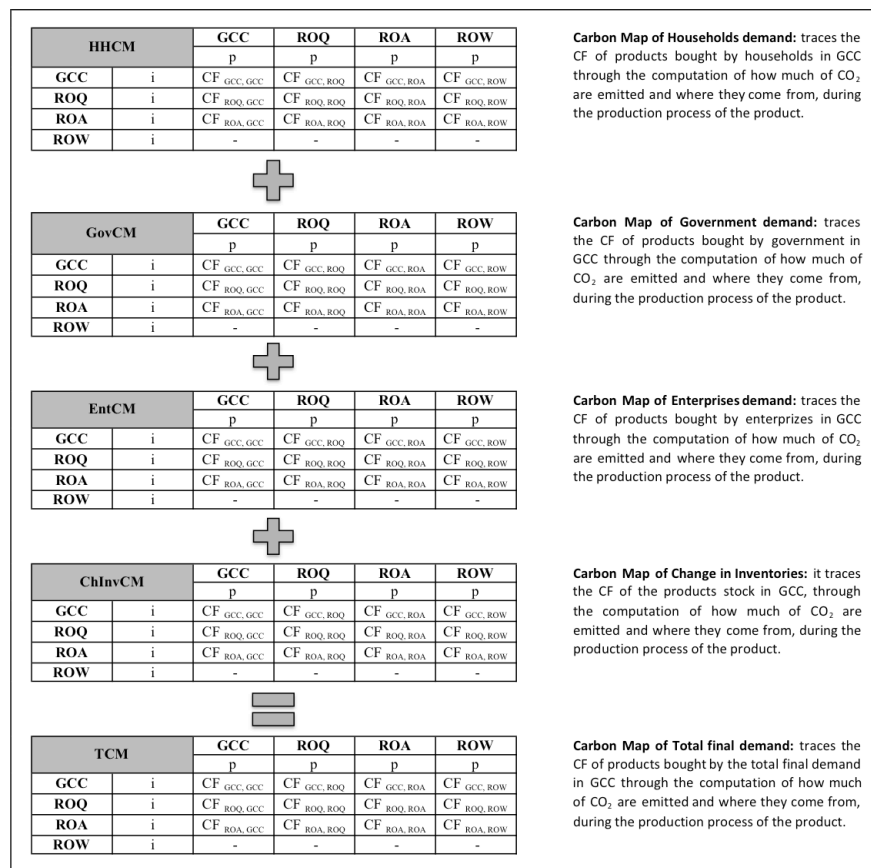 HHCM GCC ROQ ROA ROW
p p p p
GCC i CF GCC, GCC CF GCC, ROQ CF GCC, ROA CF GCC, ROW
ROQ i CF ROQ, GCC CF ROQ, ROQ CF ROQ, ROA CF ROQ, ROW
ROA i CF ROA, GCC CF ROA, ROQ CF ROA, ROA CF ROA, ROW
ROW i - - - -
Carbon Map of Households demand: traces the
CF of products bought by households in GCC
through the computation of how much of CO₂
are emitted and where they come from, during
the production process of the product.
GovCM GCC ROQ ROA ROW
p p p p
GCC i CF GCC, GCC CF GCC, ROQ CF GCC, ROA CF GCC, ROW
ROQ i CF ROQ, GCC CF ROQ, ROQ CF ROQ, ROA CF ROQ, ROW
ROA i CF ROA, GCC CF ROA, ROQ CF ROA, ROA CF ROA, ROW
ROW i - - - -
Carbon Map of Government demand: traces
the CF of products bought by government in
GCC through the computation of how much of
CO₂ are emitted and where they come from,
during the production process of the product.
EntCM GCC ROQ ROA ROW
p p p p
GCC i CF GCC, GCC CF GCC, ROQ CF GCC, ROA CF GCC, ROW
ROQ i CF ROQ, GCC CF ROQ, ROQ CF ROQ, ROA CF ROQ, ROW
ROA i CF ROA, GCC CF ROA, ROQ CF ROA, ROA CF ROA, ROW
ROW i - - - -
Carbon Map of Enterprises demand: traces the
CF of products bought by enterprizes in GCC
through the computation of how much of CO₂
are emitted and where they come from, during
the production process of the product.
ChInvCM GCC ROQ ROA ROW
p p p p
GCC i CF GCC, GCC CF GCC, ROQ CF GCC, ROA CF GCC, ROW
ROQ i CF ROQ, GCC CF ROQ, ROQ CF ROQ, ROA CF ROQ, ROW
ROA i CF ROA, GCC CF ROA, ROQ CF ROA, ROA CF ROA, ROW
ROW i - - - -
Carbon Map of Change in Inventories: it traces
the CF of the products stock in GCC, through
the computation of how much of CO₂ are
emitted and where they come from, during the
production process of the product.
TCM GCC ROQ ROA ROW
p p p p
GCC i CF GCC, GCC CF GCC, ROQ CF GCC, ROA CF GCC, ROW
ROQ i CF ROQ, GCC CF ROQ, ROQ CF ROQ, ROA CF ROQ, ROW
ROA i CF ROA, GCC CF ROA, ROQ CF ROA, ROA CF ROA, ROW
ROW i - - - -
Carbon Map of Total final demand: traces the
CF of products bought by the total final demand
in GCC through the computation of how much
of CO₂ are emitted and where they come from,
during the production process of the product.